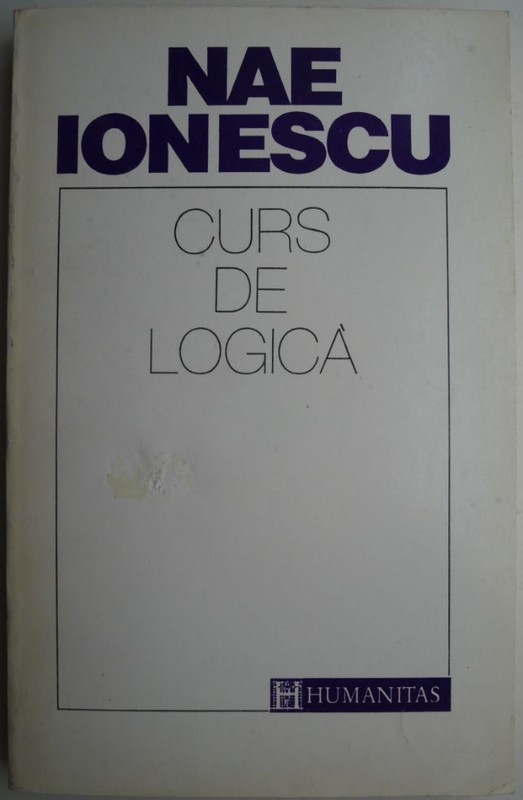 NAE
IONESCU
CURS
DE
LOGICĂ
H HUMANITAS